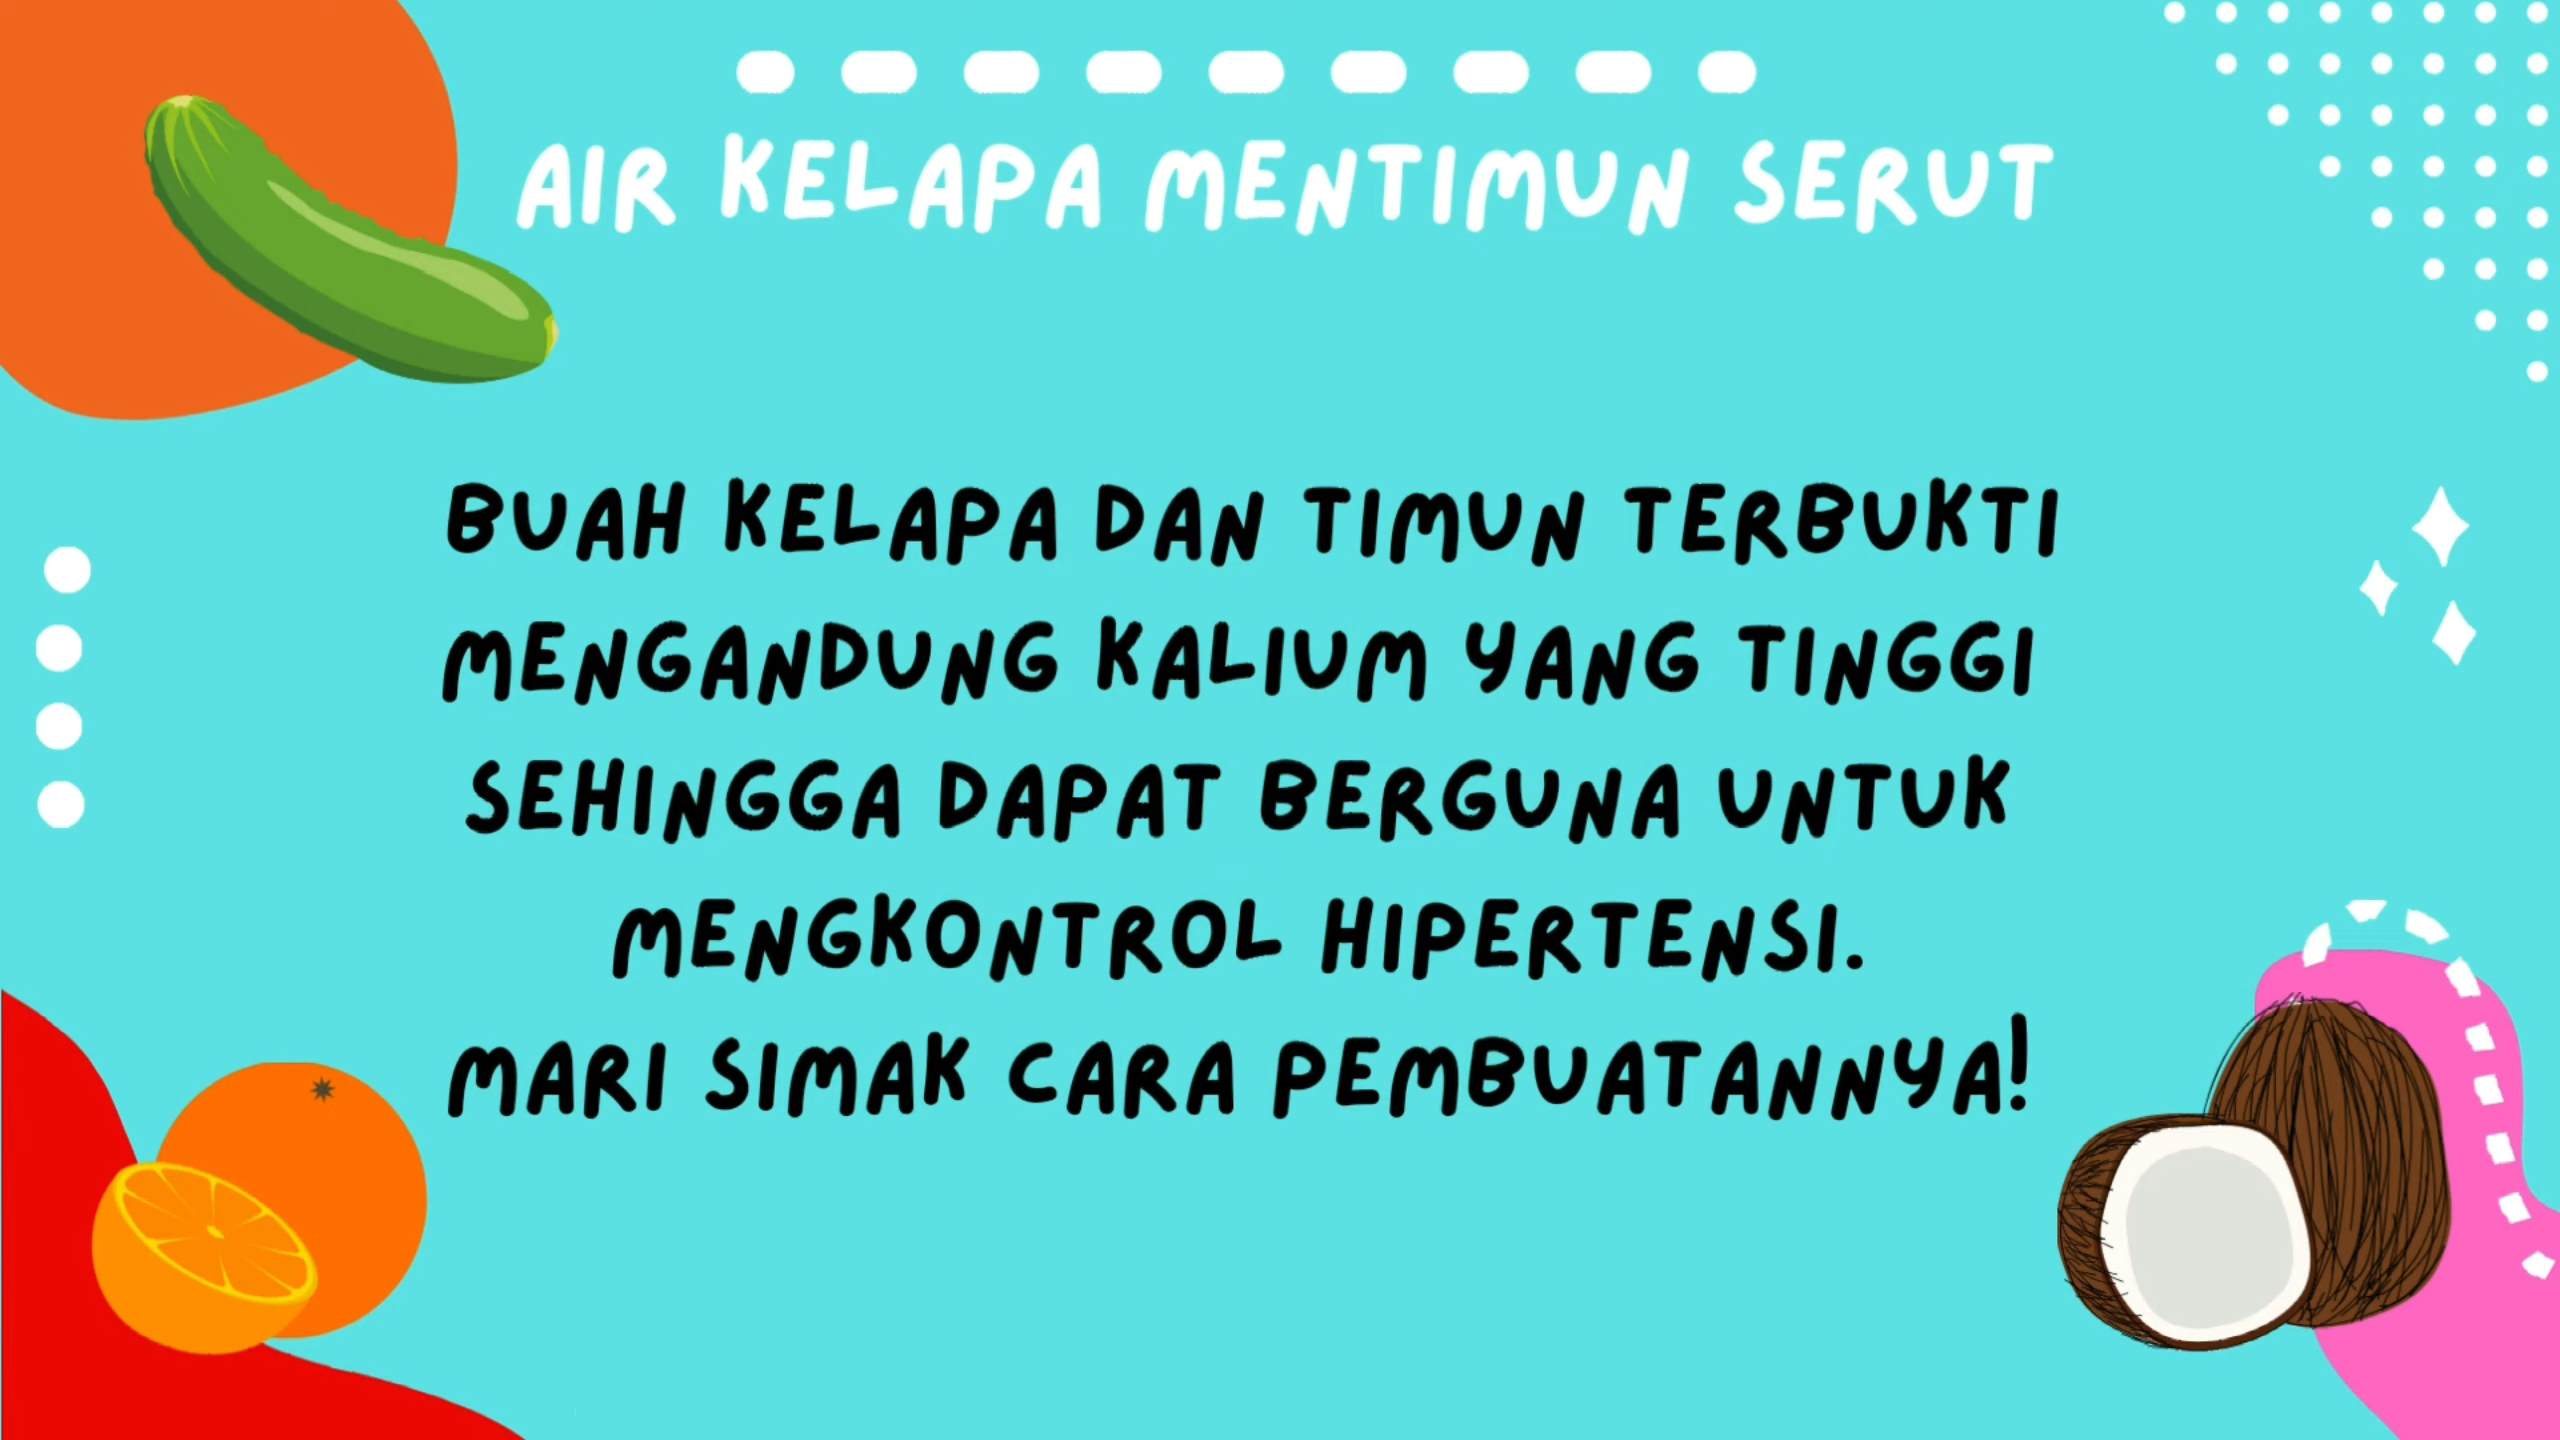 AIR KELAPA MENTIMUN SERUT
BUAH KELAPA DAN TIMUN TERBUKTI
MENGANDUNG KALIUM YANG TINGGI
SEHINGGA DAPAT BERGUNA UNTUK
MENGKONTROL HIPERTENSI.
MARI SIMAK CARA PEMBUATANNYA!